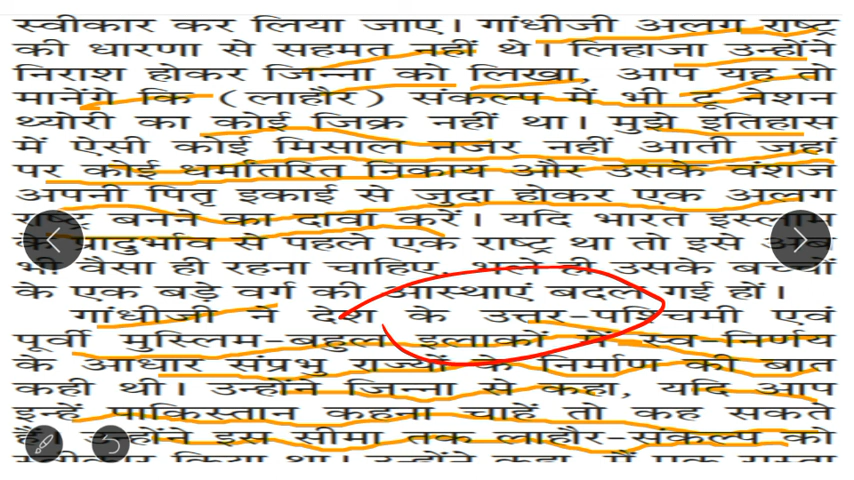 स्वीकार कर लिया जाए। गांधीजी अलग राष्ट्र
की धारणा से सहमत नहीं थे। लिहाजा उन्होंने
निराश होकर जिन्ना को लिखा, आप यह तो
मानेंगे कि (लाहौर) संकल्प में भी टू नेशन
थ्योरी का कोई जिक्र नहीं था। मुझे इतिहास
में ऐसी कोई मिसाल नजर नहीं आती जहां
पर कोई धर्मांतरित निकाय और उसके वंशज
अपनी पितृ इकाई से जुदा होकर एक अलग
राष्ट्र बनने का दावा करें। यदि भारत इस्लाम
के प्रादुर्भाव से पहले एक राष्ट्र था तो इसे अब
भी वैसा ही रहना चाहिए, भले ही उसके बच्चों
के एक बड़े वर्ग की आस्थाएं बदल गई हों।
गांधीजी ने देश के उत्तर-पश्चिमी एवं
पूर्वी मुस्लिम-बहुल इलाकों में स्व-निर्णय
के आधार संप्रभु राज्यों के निर्माण की बात
कही थी। उन्होंने जिन्ना से कहा, यदि आप
इन्हें पाकिस्तान कहना चाहें तो कह सकते
हैं। उन्होंने इस सीमा तक लाहौर-संकल्प को
स्वीकार किया था। उन्होंने कहा, मैं एक रास्ता